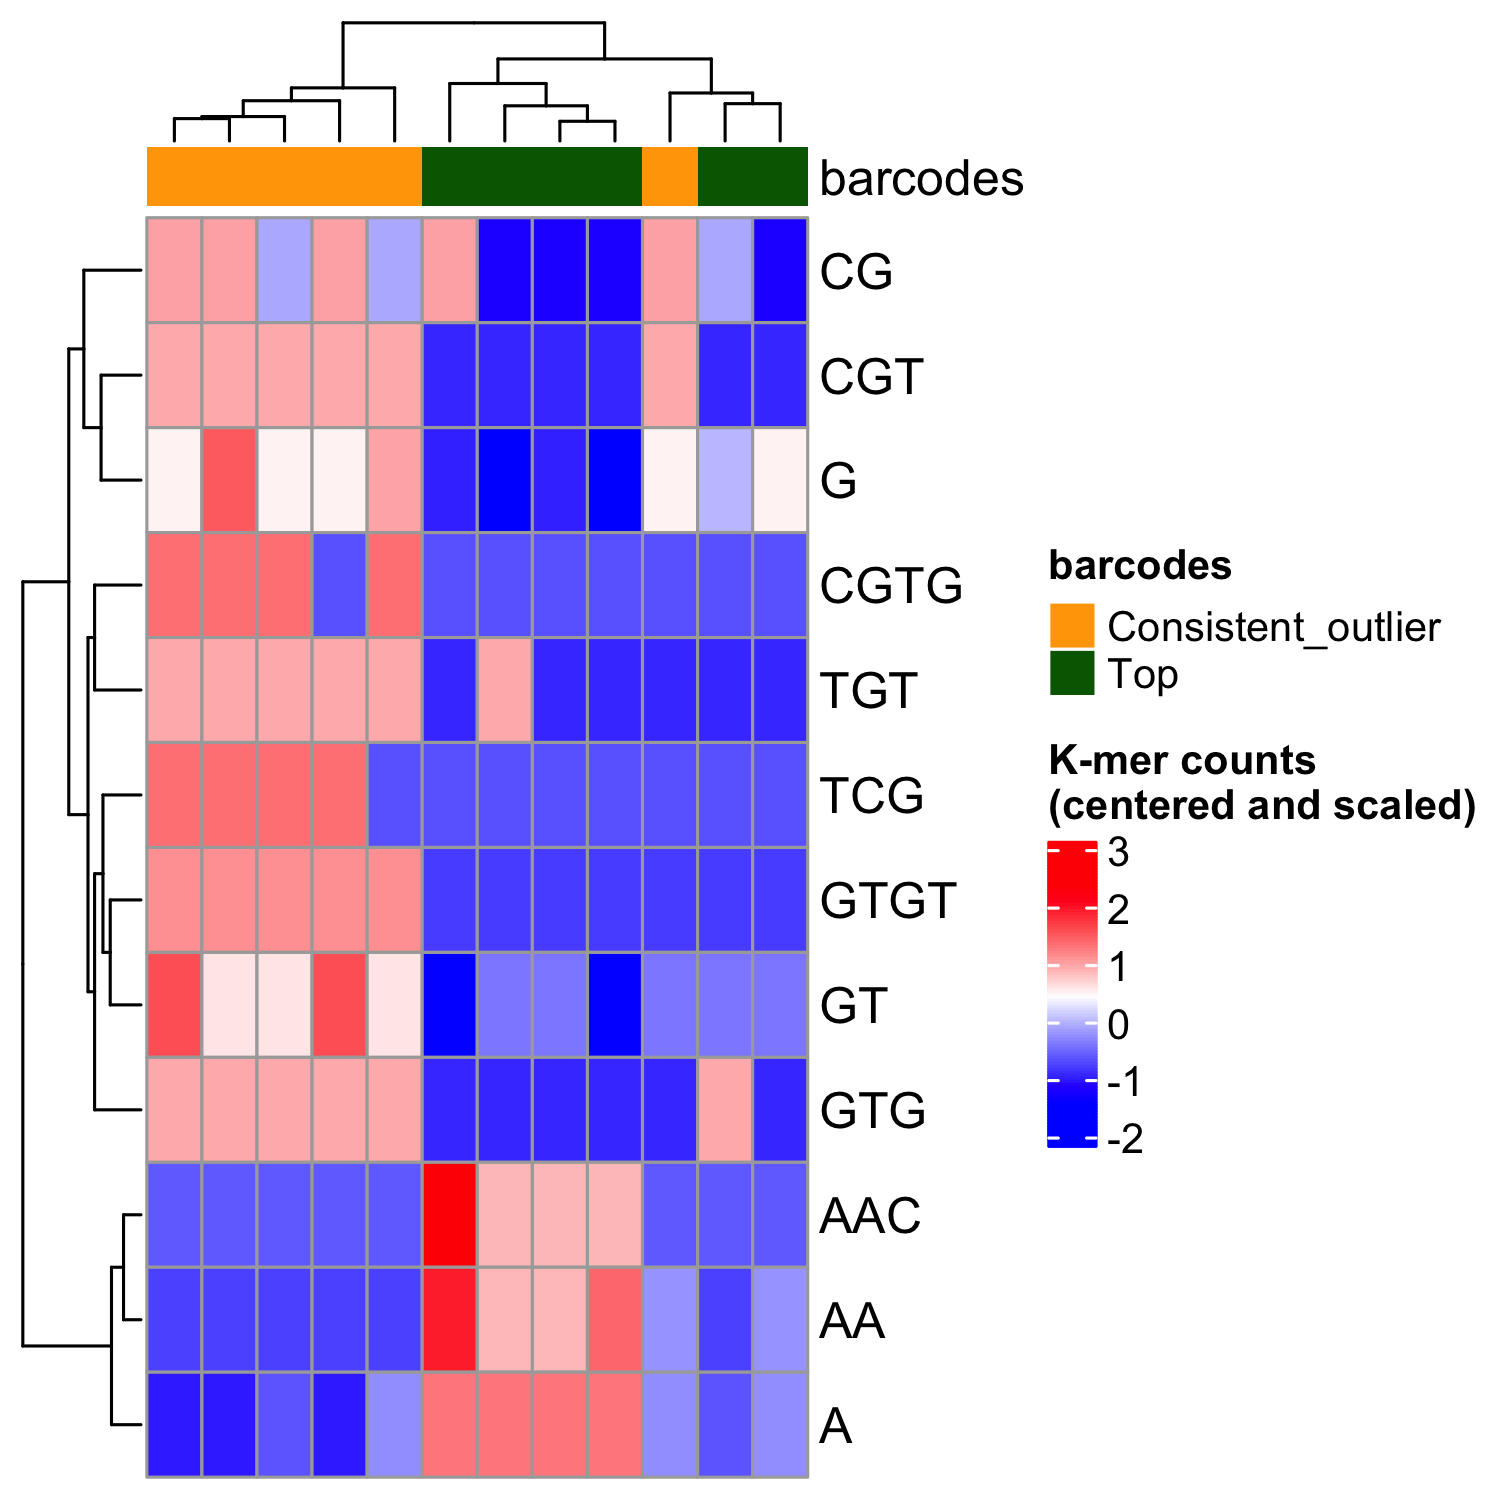 barcodes
CG
CGT
G
CGTG
TGT
TCG
GTGT
GT
GTG
AAC
AA
A
barcodes
Consistent_outlier
Top
K-mer counts
(centered and scaled)
3
2
1
0
-1
-2